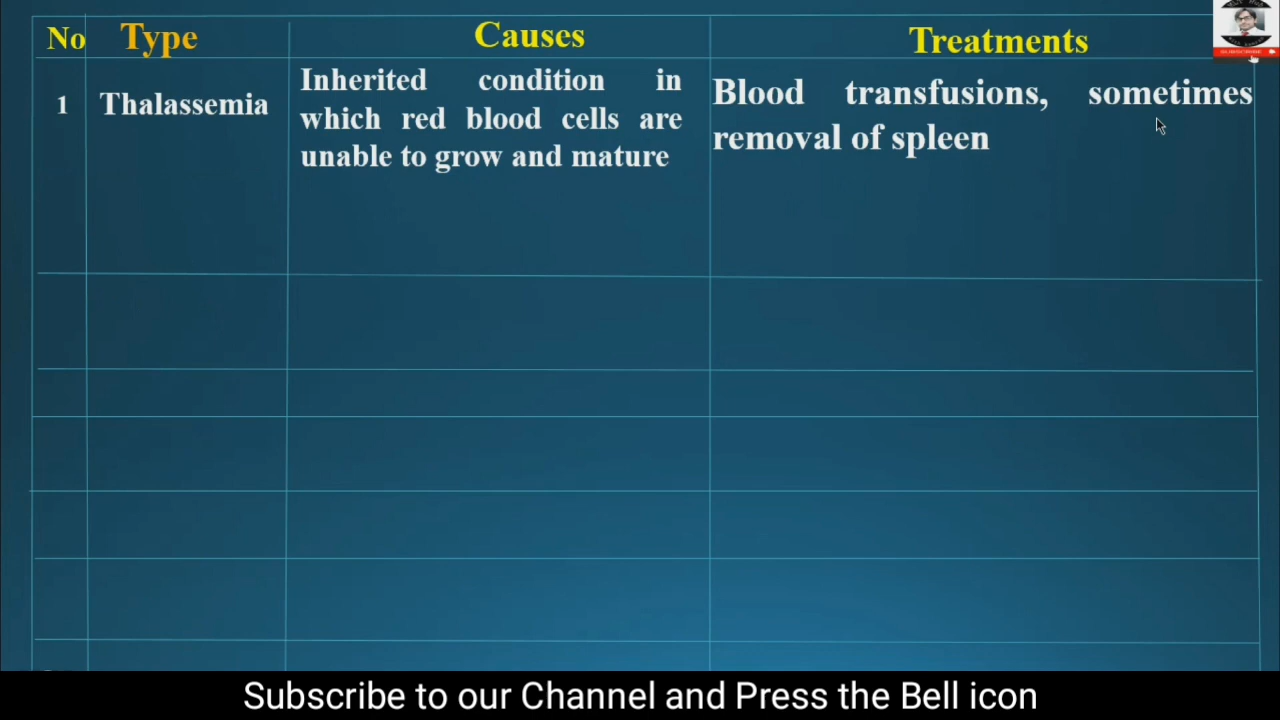 No Type Causes Treatments
1 Thalassemia
Inherited condition in
which red blood cells are
unable to grow and mature
Blood transfusions, sometimes
removal of spleen
Subscribe to our Channel and Press the Bell icon